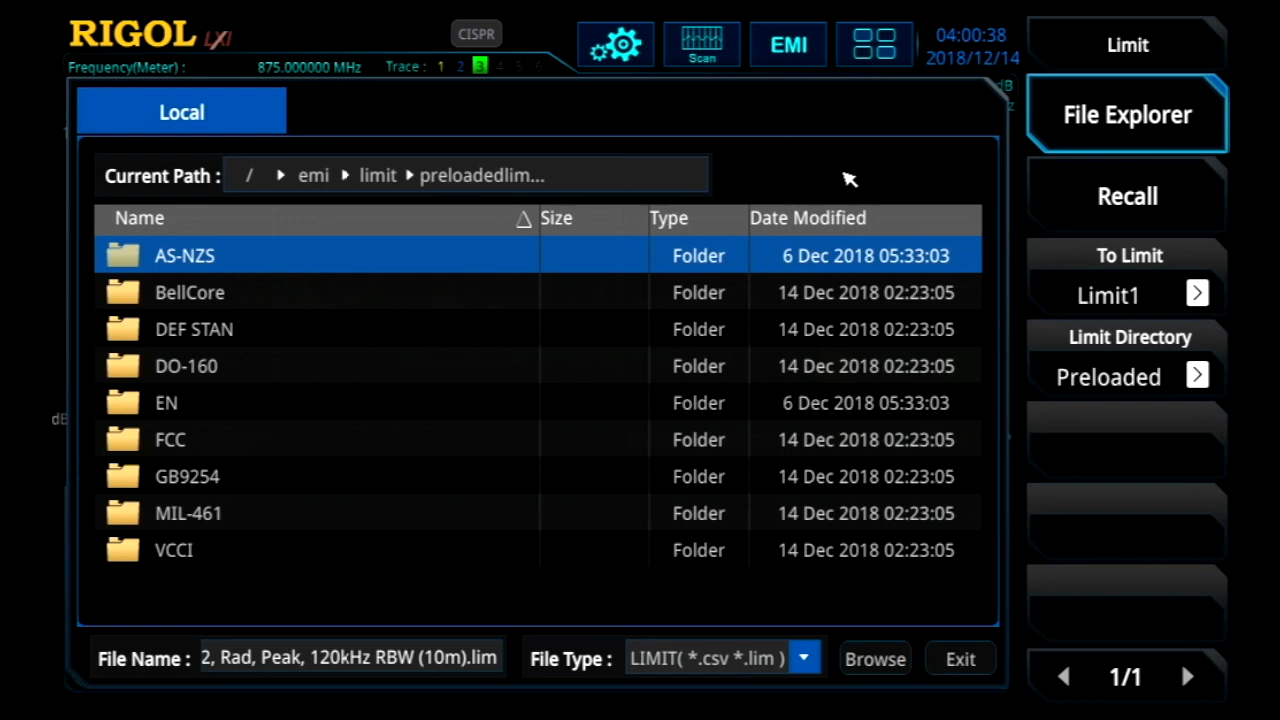 RIGOL LXI
CISPR
Scan
EMI
04:00:38
2018/12/14
Frequency(Meter) : 875.000000 MHz Trace : 1 2 3 4 5 6
Limit
File Explorer
Recall
To Limit
Limit1
Limit Directory
Preloaded
1/1
Local
Current Path : / emi limit preloadedlim...
Name Size Type Date Modified
AS-NZS Folder 6 Dec 2018 05:33:03
BellCore Folder 14 Dec 2018 02:23:05
DEF STAN Folder 14 Dec 2018 02:23:05
DO-160 Folder 14 Dec 2018 02:23:05
EN Folder 6 Dec 2018 05:33:03
FCC Folder 14 Dec 2018 02:23:05
GB9254 Folder 14 Dec 2018 02:23:05
MIL-461 Folder 14 Dec 2018 02:23:05
VCCI Folder 14 Dec 2018 02:23:05
File Name : 2, Rad, Peak, 120kHz RBW (10m).lim File Type : LIMIT( *.csv *.lim ) Browse Exit